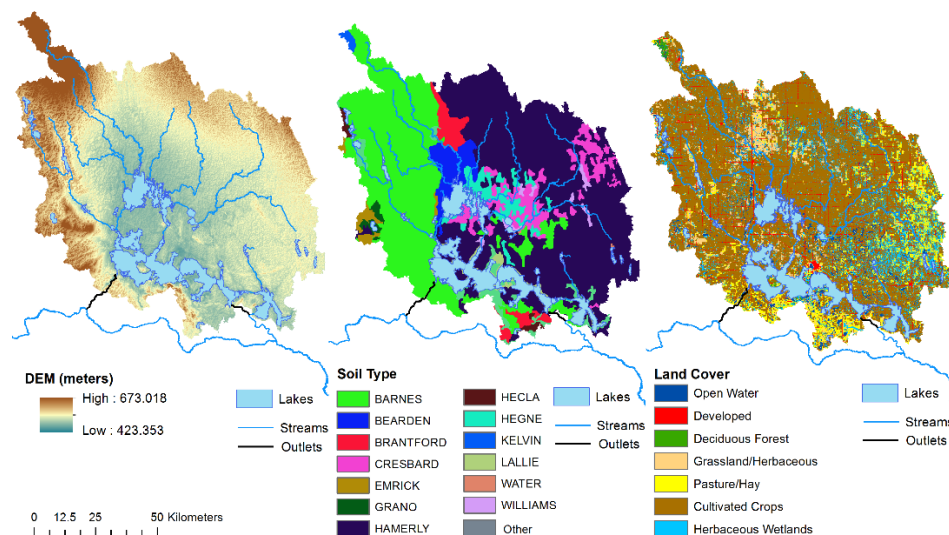 DEM (meters)
High : 673.018
Low : 423.353
Lakes
Streams
Outlets
0 12.5 25 50 Kilometers
Soil Type
BARNES
BEARDEN
BRANTFORD
CRESBARD
EMRICK
GRANO
HAMERLY
HECLA
HEGNE
KELVIN
LALLIE
WATER
WILLIAMS
Other
Lakes
Streams
Outlets
Land Cover
Open Water
Developed
Deciduous Forest
Grassland/Herbaceous
Pasture/Hay
Cultivated Crops
Herbaceous Wetlands
Lakes
Streams
Outlets